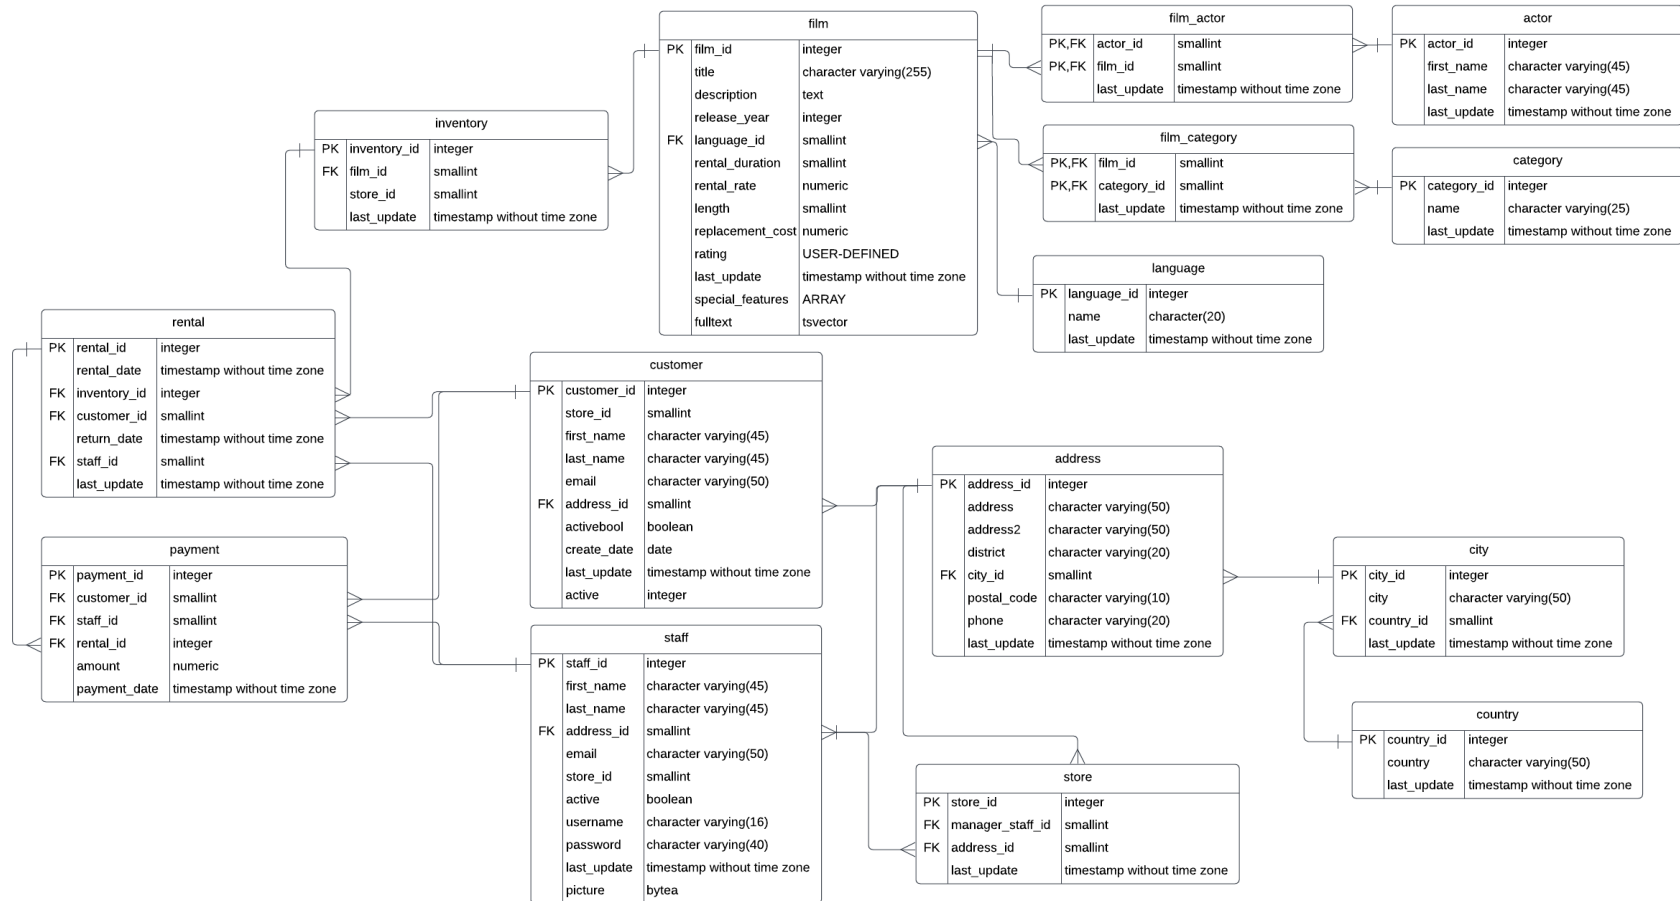 film
PK film_id integer
title character varying(255)
description text
release_year integer
FK language_id smallint
rental_duration smallint
rental_rate numeric
length smallint
replacement_cost numeric
rating USER-DEFINED
last_update timestamp without time zone
special_features ARRAY
fulltext tsvector
film_actor
PK,FK actor_id smallint
PK,FK film_id smallint
last_update timestamp without time zone
actor
PK actor_id integer
first_name character varying(45)
last_name character varying(45)
last_update timestamp without time zone
inventory
PK inventory_id integer
FK film_id smallint
store_id smallint
last_update timestamp without time zone
film_category
PK,FK film_id smallint
PK,FK category_id smallint
last_update timestamp without time zone
category
PK category_id integer
name character varying(25)
last_update timestamp without time zone
language
PK language_id integer
name character(20)
last_update timestamp without time zone
rental
PK rental_id integer
rental_date timestamp without time zone
FK inventory_id integer
FK customer_id smallint
return_date timestamp without time zone
FK staff_id smallint
last_update timestamp without time zone
customer
PK customer_id integer
store_id smallint
first_name character varying(45)
last_name character varying(45)
email character varying(50)
FK address_id smallint
activebool boolean
create_date date
last_update timestamp without time zone
active integer
address
PK address_id integer
address character varying(50)
address2 character varying(50)
district character varying(20)
FK city_id smallint
postal_code character varying(10)
phone character varying(20)
last_update timestamp without time zone
payment
PK payment_id integer
FK customer_id smallint
FK staff_id smallint
FK rental_id integer
amount numeric
payment_date timestamp without time zone
city
PK city_id integer
city character varying(50)
FK country_id smallint
last_update timestamp without time zone
staff
PK staff_id integer
first_name character varying(45)
last_name character varying(45)
FK address_id smallint
email character varying(50)
store_id smallint
active boolean
username character varying(16)
password character varying(40)
last_update timestamp without time zone
picture bytea
country
PK country_id integer
country character varying(50)
last_update timestamp without time zone
store
PK store_id integer
FK manager_staff_id smallint
FK address_id smallint
last_update timestamp without time zone